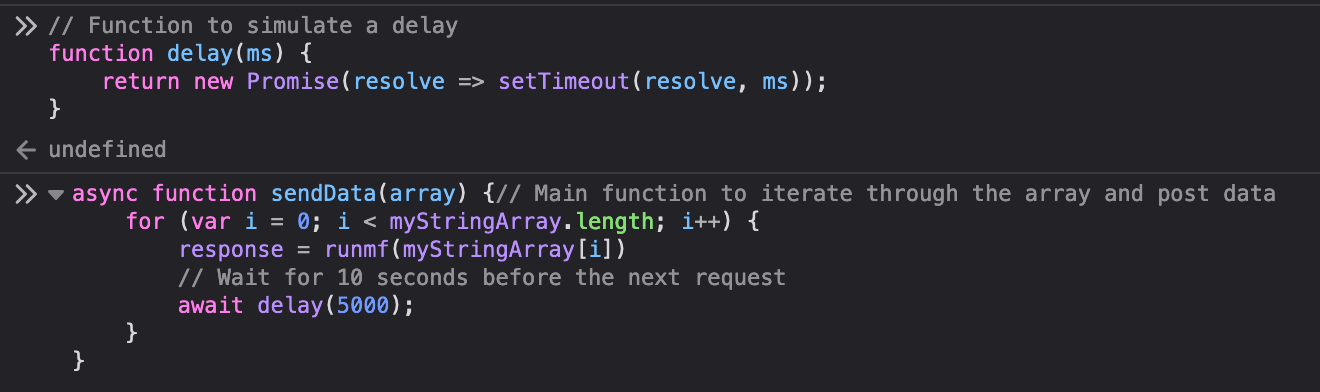 // Function to simulate a delay
function delay(ms) {
    return new Promise(resolve => setTimeout(resolve, ms));
}
undefined
async function sendData(array) {// Main function to iterate through the array and post data
    for (var i = 0; i < myStringArray.length; i++) {
        response = runmf(myStringArray[i])
        // Wait for 10 seconds before the next request
        await delay(5000);
    }
}